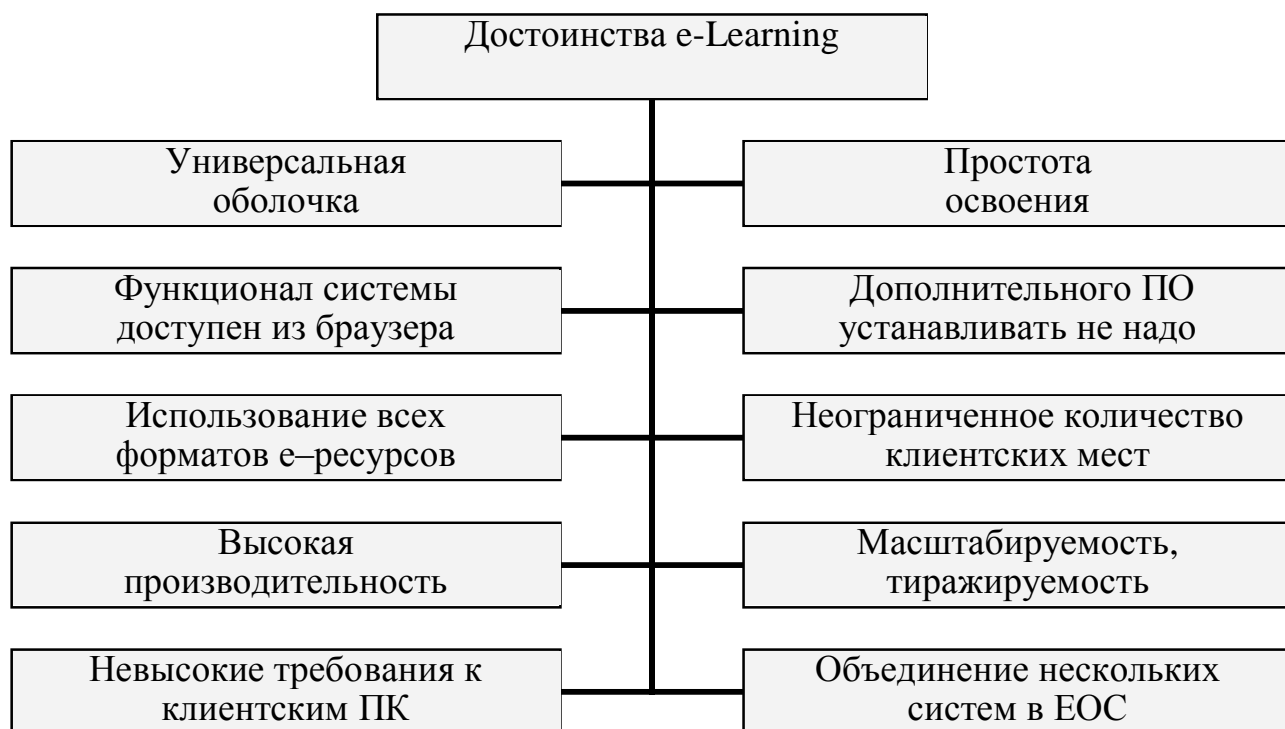 Достоинства e-Learning
Универсальная
оболочка
Простота
освоения
Функционал системы
доступен из браузера
Дополнительного ПО
устанавливать не надо
Использование всех
форматов е–ресурсов
Неограниченное количество
клиентских мест
Высокая
производительность
Масштабируемость,
тиражируемость
Невысокие требования к
клиентским ПК
Объединение нескольких
систем в ЕОС